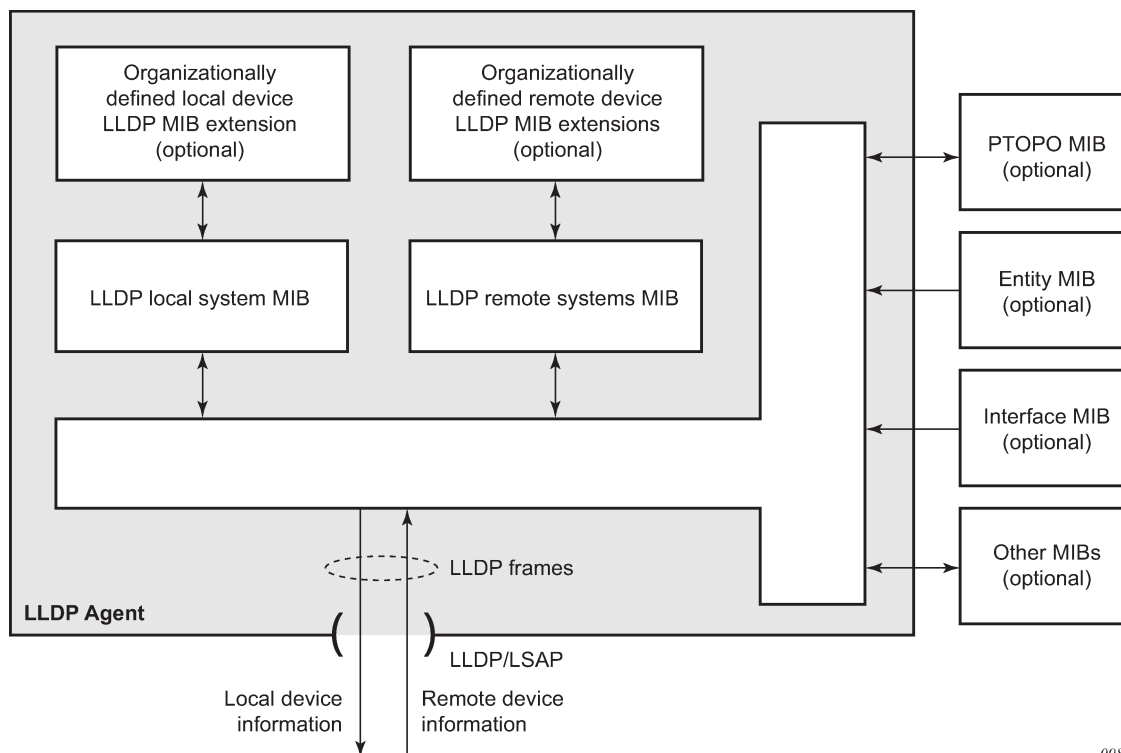 Organizationally
defined local device
LLDP MIB extension
(optional)
Organizationally
defined remote device
LLDP MIB extensions
(optional)
PTOPO MIB
(optional)
LLDP local system MIB
LLDP remote systems MIB
Entity MIB
(optional)
Interface MIB
(optional)
Other MIBs
(optional)
LLDP frames
LLDP Agent
LLDP/LSAP
Local device
information
Remote device
information